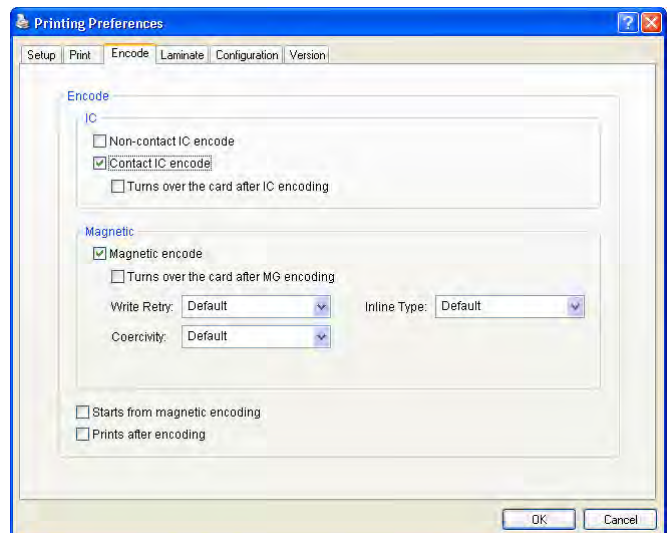 Printing Preferences
Setup Print Encode Laminate Configuration Version
Encode
IC
Non-contact IC encode
Contact IC encode
Turns over the card after IC encoding
Magnetic
Magnetic encode
Turns over the card after MG encoding
Write Retry: Default Inline Type: Default
Coercivity: Default
Starts from magnetic encoding
Prints after encoding
OK Cancel